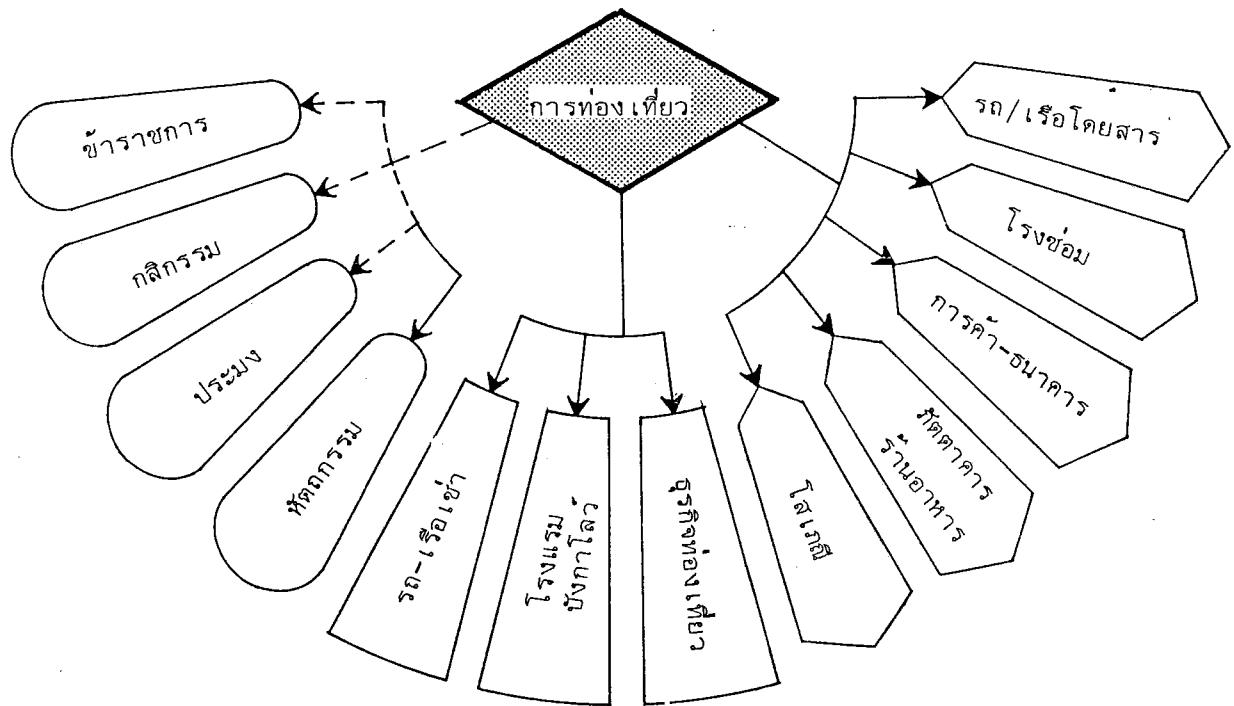 การท่องเที่ยว
ข้าราชการ
กสิกรรม
ประมง
หัตถกรรม
รถ-เรือเช่า
โรงแรม
บังกาโลว์
ธุรกิจท่องเที่ยว
โสเภณี
ภัตตาคาร
ร้านอาหาร
การค้า-ธนาคาร
โรงซ่อม
รถ/เรือโดยสาร